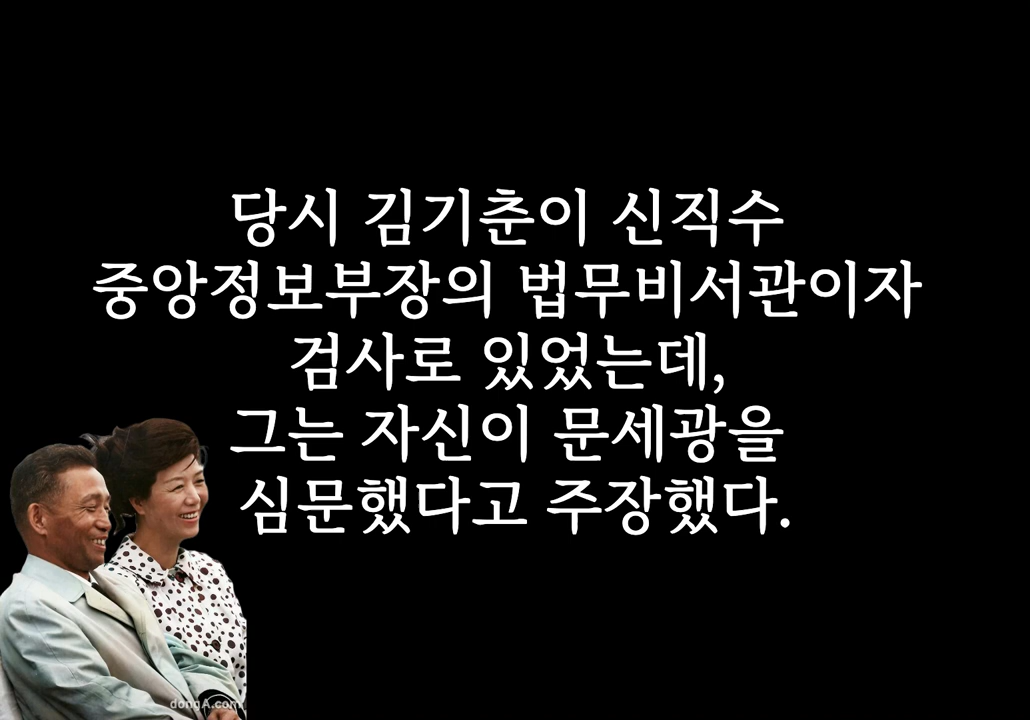 당시 김기춘이 신직수
중앙정보부장의 법무비서관이자
검사로 있었는데,
그는 자신이 문세광을
심문했다고 주장했다.
dongA.com